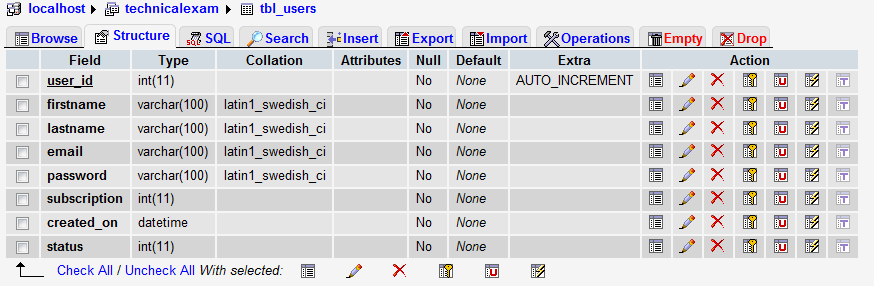 localhost technicalexam tbl_users
Browse Structure SQL Search Insert Export Import Operations Empty Drop
Field Type Collation Attributes Null Default Extra Action
user_id int(11) No None AUTO_INCREMENT
firstname varchar(100) latin1_swedish_ci No None
lastname varchar(100) latin1_swedish_ci No None
email varchar(100) latin1_swedish_ci No None
password varchar(100) latin1_swedish_ci No None
subscription int(11) No None
created_on datetime No None
status int(11) No None
Check All / Uncheck All With selected: